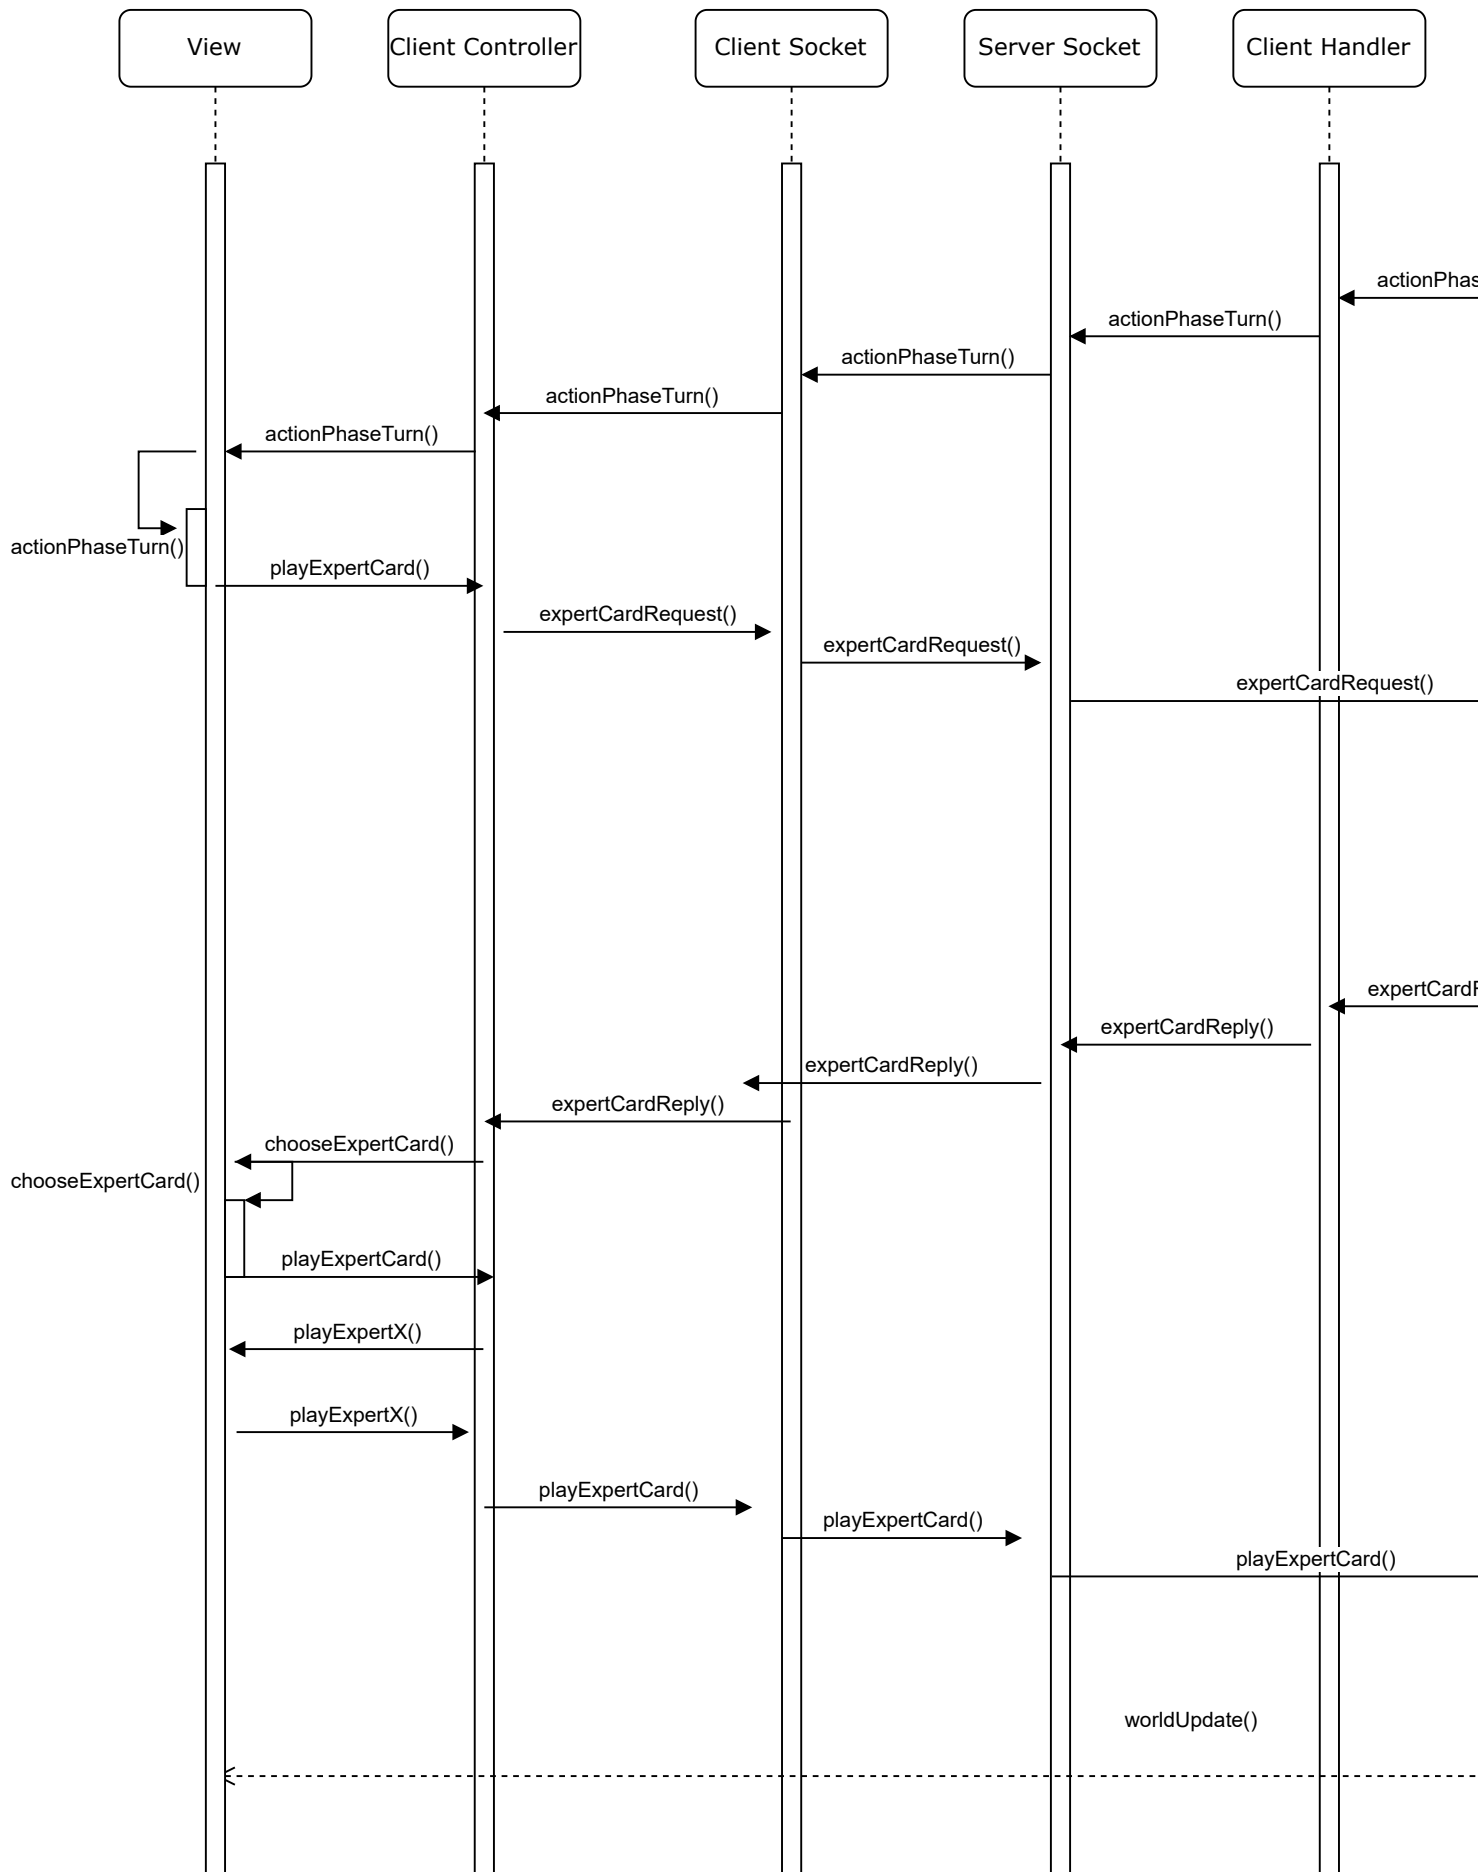 View
Client Controller
Client Socket
Server Socket
Client Handler
actionPhas
actionPhaseTurn()
actionPhaseTurn()
actionPhaseTurn()
actionPhaseTurn()
actionPhaseTurn()
playExpertCard()
expertCardRequest()
expertCardRequest()
expertCardRequest()
expertCardR
expertCardReply()
expertCardReply()
expertCardReply()
chooseExpertCard()
chooseExpertCard()
playExpertCard()
playExpertX()
playExpertX()
playExpertCard()
playExpertCard()
playExpertCard()
worldUpdate()